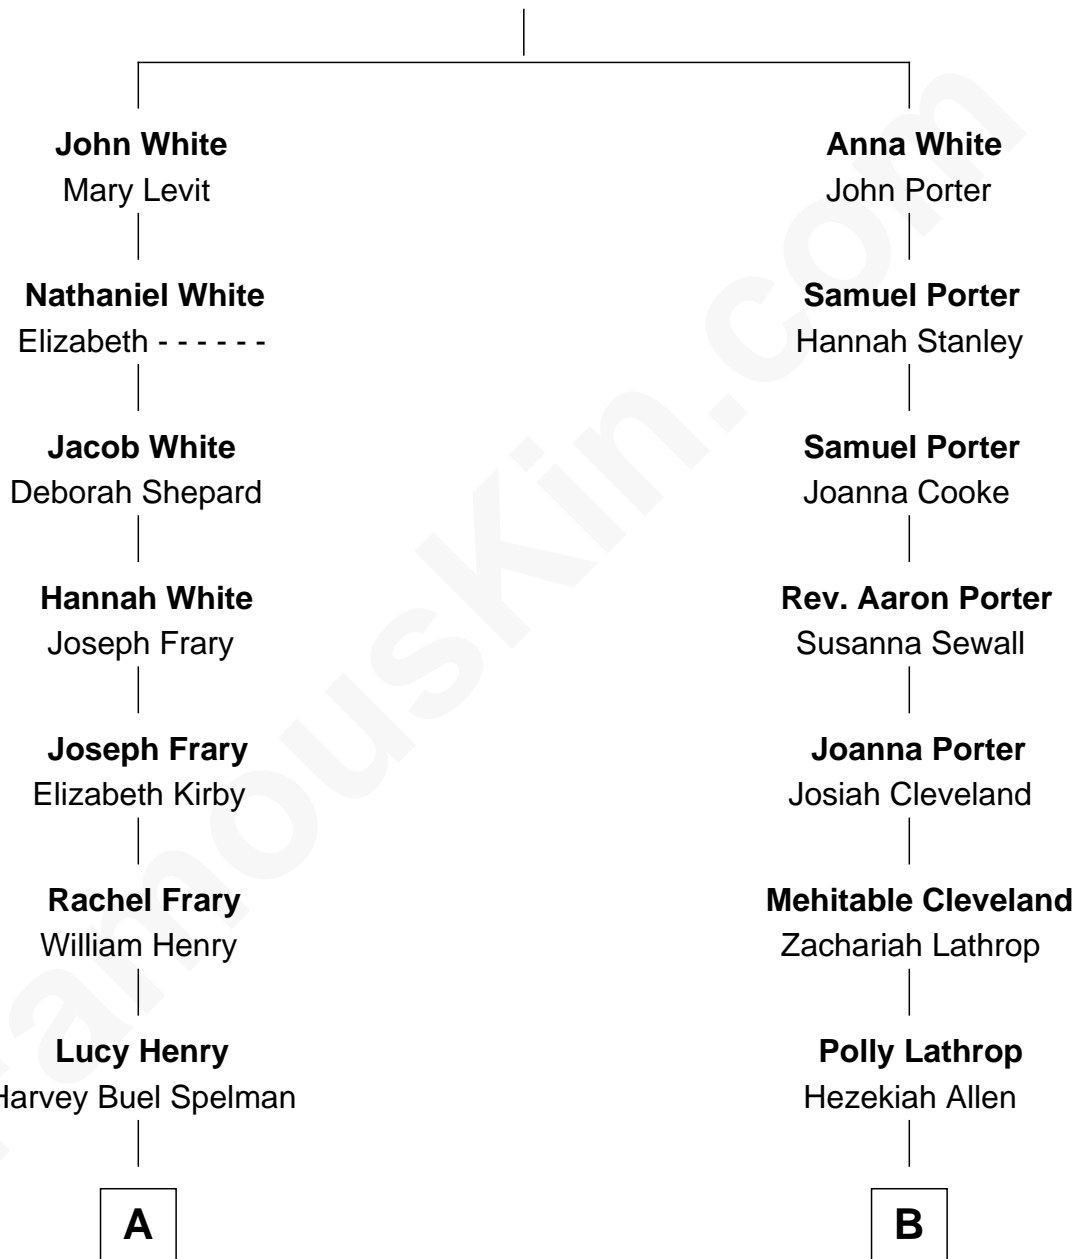 John White
Mary Levit
Anna White
John Porter
Nathaniel White
Elizabeth - - - - - -
Samuel Porter
Hannah Stanley
Jacob White
Deborah Shepard
Samuel Porter
Joanna Cooke
Hannah White
Joseph Frary
Rev. Aaron Porter
Susanna Sewall
Joseph Frary
Elizabeth Kirby
Joanna Porter
Josiah Cleveland
Rachel Frary
William Henry
Mehitable Cleveland
Zachariah Lathrop
Lucy Henry
Harvey Buel Spelman
Polly Lathrop
Hezekiah Allen
A
B
FamousKin.com